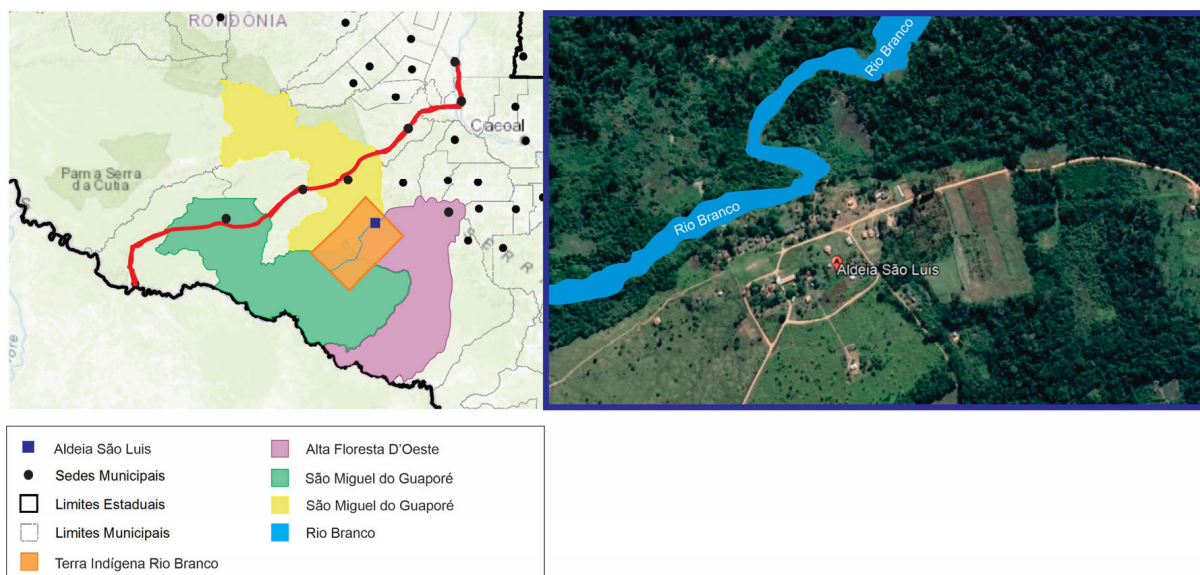 RONDÔNIA
Cacoal
Parna Serra
da Cutia
SERR
ore
Rio Branco
Rio Branco
Aldeia São Luis
Aldeia São Luis
Sedes Municipais
Limites Estaduais
Limites Municipais
Terra Indígena Rio Branco
Alta Floresta D'Oeste
São Miguel do Guaporé
São Miguel do Guaporé
Rio Branco